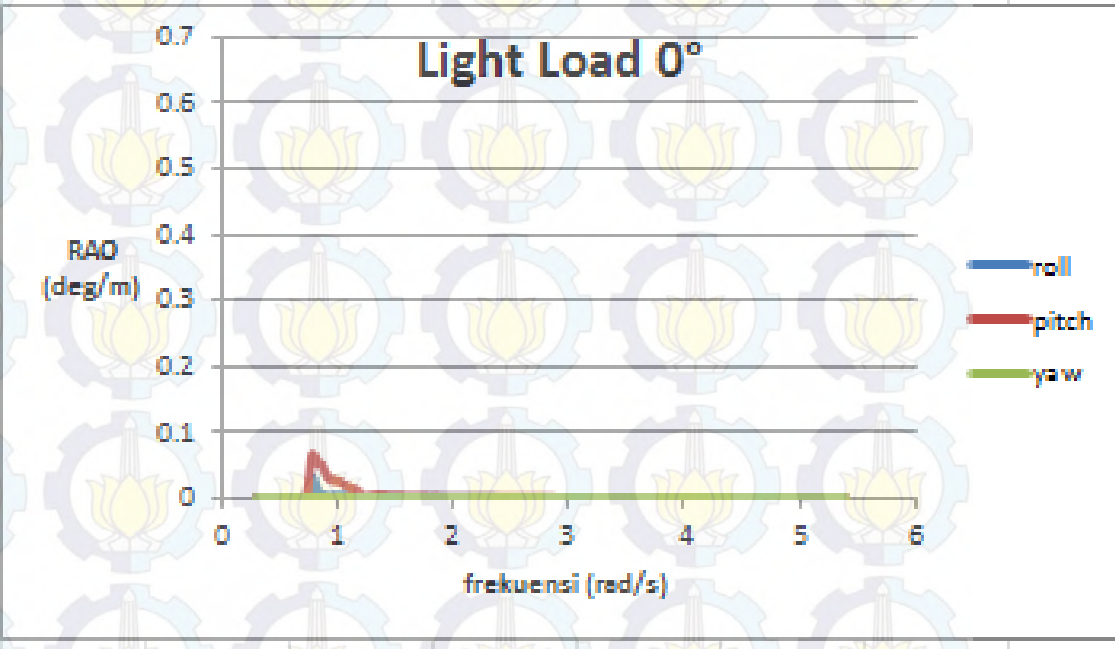 Light Load 0°
0.7
0.6
0.5
0.4
0.3
0.2
0.1
0
RAO
(deg/m)
0 1 2 3 4 5 6
frekuensi (rad/s)
roll
pitch
yaw